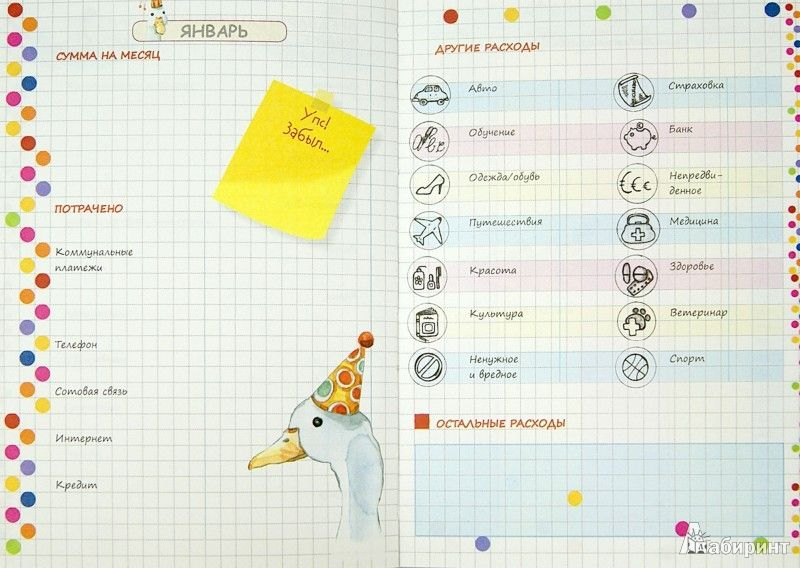 ЯНВАРЬ
СУММА НА МЕСЯЦ
Упс!
Забыл...
ПОТРАЧЕНО
Коммунальные
платежи
Телефон
Сотовая связь
Интернет
Кредит
ДРУГИЕ РАСХОДЫ
Авто
Страховка
Обучение
Банк
Одежда/обувь
Непредви-
денное
Путешествия
Медицина
Красота
Здоровье
Культура
Ветеринар
Ненужное
и вредное
Спорт
ОСТАЛЬНЫЕ РАСХОДЫ
Лабиринт